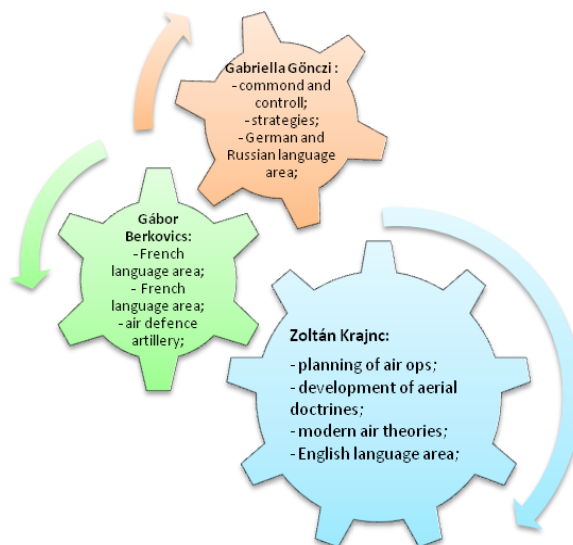 Gabriella Gönczi :
- commond and
controll;
- strategies;
- German and
Russian language
area;
Gábor
Berkovics:
- French
language area;
- French
language area;
- air defence
artillery;
Zoltán Krajnc:
- planning of air ops;
- development of aerial
doctrines;
- modern air theories;
- English language area;